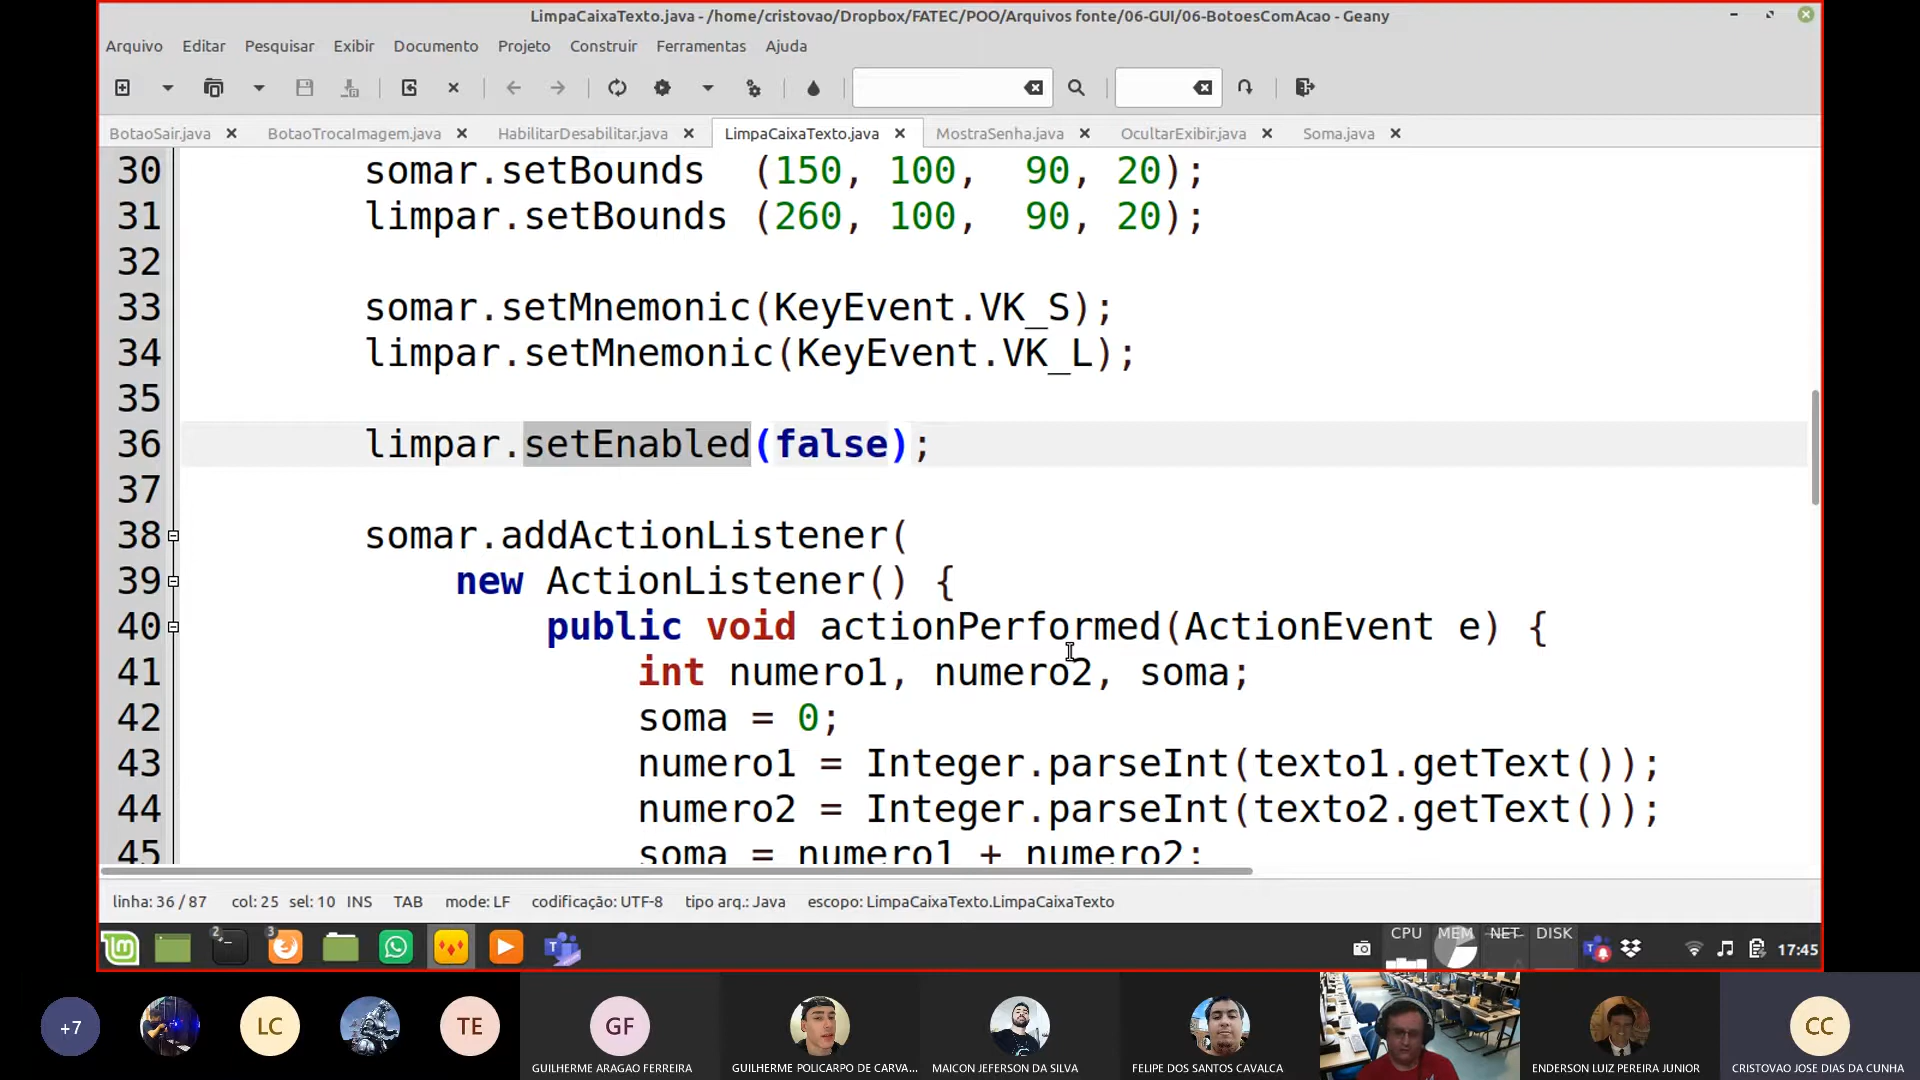 LimpaCaixaTexto.java - /home/cristovao/Dropbox/FATEC/POO/Arquivos fonte/06-GUI/06-BotoesComAcao - Geany
Arquivo Editar Pesquisar Exibir Documento Projeto Construir Ferramentas Ajuda
BotaoSair.java BotaoTrocaImagem.java HabilitarDesabilitar.java LimpaCaixaTexto.java MostraSenha.java OcultarExibir.java Soma.java
30 somar.setBounds (150, 100, 90, 20);
31 limpar.setBounds (260, 100, 90, 20);
32
33 somar.setMnemonic(KeyEvent.VK_S);
34 limpar.setMnemonic(KeyEvent.VK_L);
35
36 limpar.setEnabled(false);
37
38 somar.addActionListener(
39 new ActionListener() {
40 public void actionPerformed(ActionEvent e) {
41 int numero1, numero2, soma;
42 soma = 0;
43 numero1 = Integer.parseInt(texto1.getText());
44 numero2 = Integer.parseInt(texto2.getText());
45 soma = numero1 + numero2;
linha: 36 / 87 col: 25 sel: 10 INS TAB mode: LF codificação: UTF-8 tipo arq.: Java escopo: LimpaCaixaTexto.LimpaCaixaTexto
2 3 CPU MEM NET DISK 17:45
+7 LC TE GF CC
GUILHERME ARAGAO FERREIRA GUILHERME POLICARPO DE CARVA... MAICON JEFERSON DA SILVA FELIPE DOS SANTOS CAVALCA ENDERSON LUIZ PEREIRA JUNIOR CRISTOVAO JOSE DIAS DA CUNHA